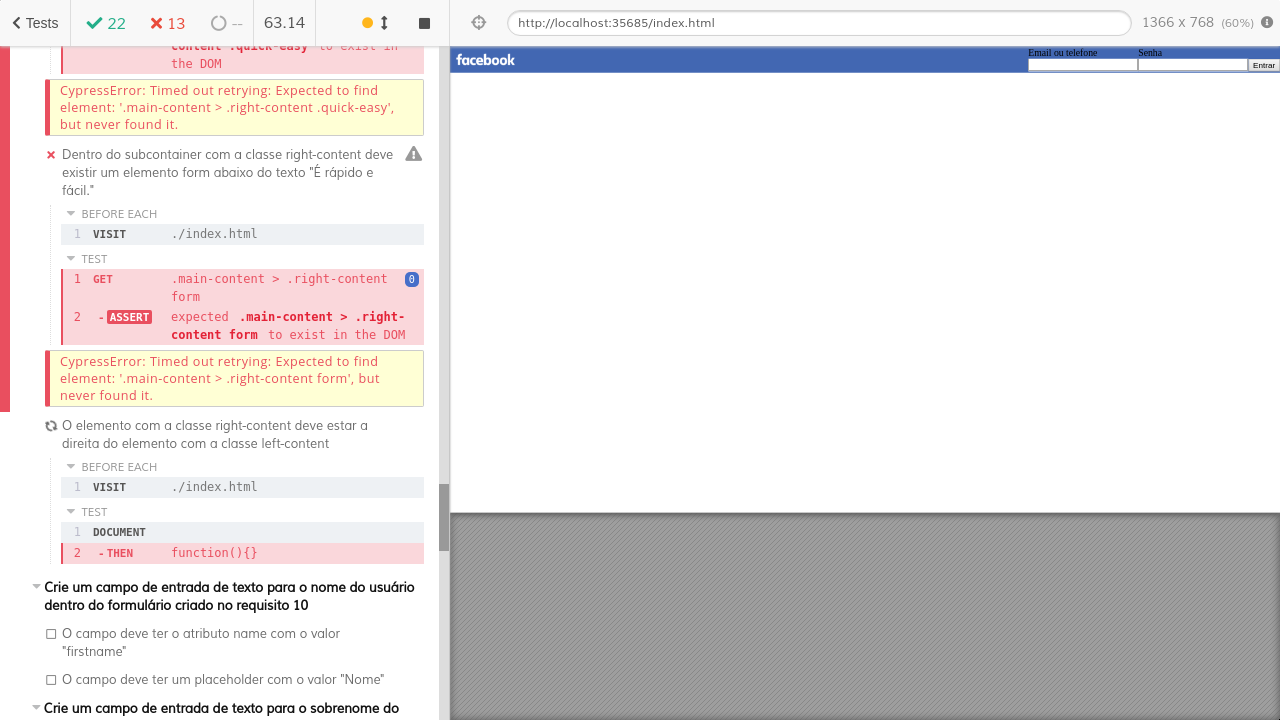 Tests
22
13
--
63.14
http://localhost:35685/index.html
1366 x 768 (60%)
content .quick-easy to exist in
the DOM
CypressError: Timed out retrying: Expected to find
element: '.main-content > .right-content .quick-easy',
but never found it.
Dentro do subcontainer com a classe right-content deve
existir um elemento form abaixo do texto "É rápido e
fácil."
BEFORE EACH
1 VISIT ./index.html
TEST
1 GET .main-content > .right-content 0
form
2 - ASSERT expected .main-content > .right-
content form to exist in the DOM
CypressError: Timed out retrying: Expected to find
element: '.main-content > .right-content form', but
never found it.
O elemento com a classe right-content deve estar a
direita do elemento com a classe left-content
BEFORE EACH
1 VISIT ./index.html
TEST
1 DOCUMENT
2 - THEN function(){}
Crie um campo de entrada de texto para o nome do usuário
dentro do formulário criado no requisito 10
O campo deve ter o atributo name com o valor
"firstname"
O campo deve ter um placeholder com o valor "Nome"
Crie um campo de entrada de texto para o sobrenome do
facebook
Email ou telefone
Senha
Entrar